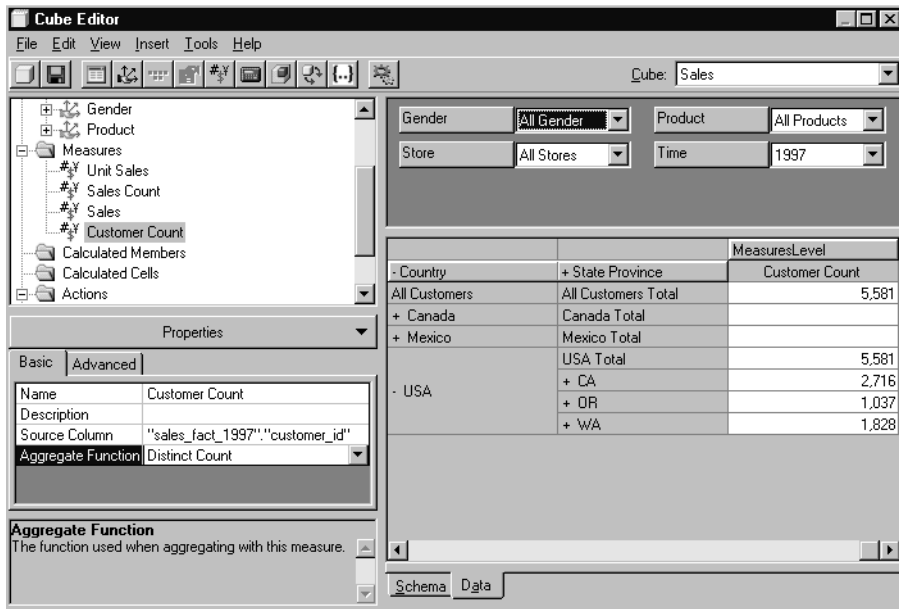 Cube Editor
File Edit View Insert Tools Help
Cube: Sales
Gender
Product
Measures
Unit Sales
Sales Count
Sales
Customer Count
Calculated Members
Calculated Cells
Actions
Properties
Basic Advanced
Name Customer Count
Description
Source Column "sales_fact_1997"."customer_id"
Aggregate Function Distinct Count
Aggregate Function
The function used when aggregating with this measure.
Gender All Gender Product All Products
Store All Stores Time 1997
MeasuresLevel
- Country + State Province Customer Count
All Customers All Customers Total 5,581
+ Canada Canada Total
+ Mexico Mexico Total
- USA USA Total 5,581
+ CA 2,716
+ OR 1,037
+ WA 1,828
Schema Data